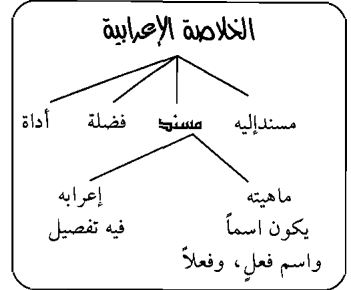 الخلاصة الإعرابية
مسندإليه مسند فضلة أداة
ماهيته إعرابه
يكون اسماً فيه تفصيل
واسم فعلٍ، وفعلاً